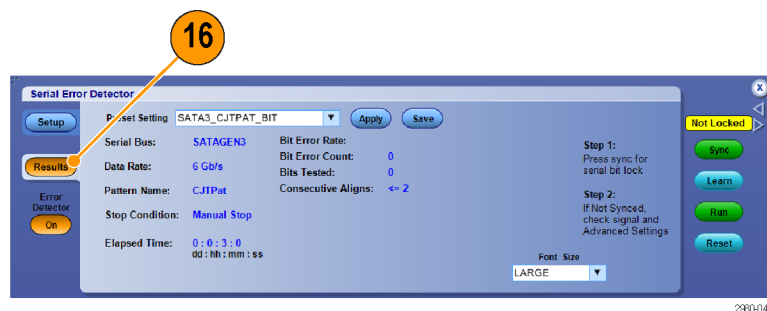 16
Serial Error Detector
X
Setup
Preset Setting SATA3_CJTPAT_BIT Apply Save
Not Locked
Serial Bus: SATAGEN3 Bit Error Rate:
Bit Error Count: 0
Step 1:
Sync
Results
Data Rate: 6 Gb/s
Bits Tested: 0
Press sync for
serial bit lock
Pattern Name: CJTPat
Consecutive Aligns: <= 2
Learn
Error
Detector
On
Step 2:
Stop Condition: Manual Stop
If Not Synced,
check signal and
Advanced Settings
Run
Elapsed Time: 0 : 0 : 3 : 0
dd : hh : mm : ss
Reset
Font Size
LARGE
2980-04